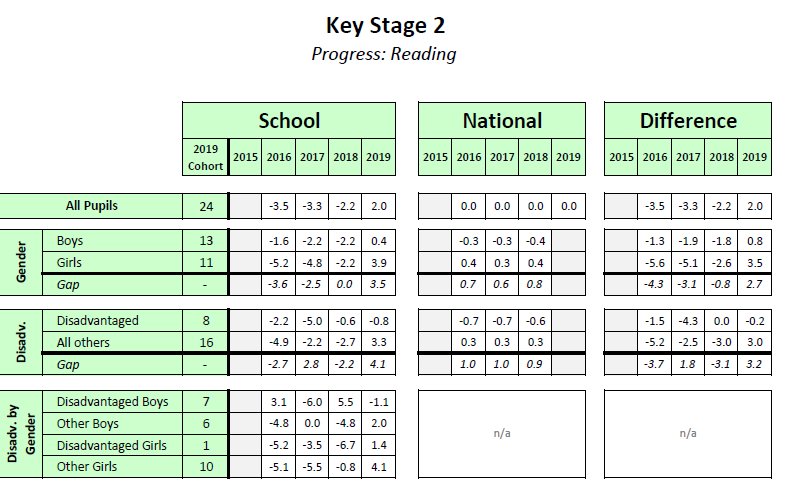 Key Stage 2
Progress: Reading
School National Difference
2019 Cohort 2015 2016 2017 2018 2019 2015 2016 2017 2018 2019 2015 2016 2017 2018 2019
All Pupils 24 -3.5 -3.3 -2.2 2.0 0.0 0.0 0.0 0.0 -3.5 -3.3 -2.2 2.0
Gender
Boys 13 -1.6 -2.2 -2.2 0.4 -0.3 -0.3 -0.4 -1.3 -1.9 -1.8 0.8
Girls 11 -5.2 -4.8 -2.2 3.9 0.4 0.3 0.4 -5.6 -5.1 -2.6 3.5
Gap - -3.6 -2.5 0.0 3.5 0.7 0.6 0.8 -4.3 -3.1 -0.8 2.7
Disadv.
Disadvantaged 8 -2.2 -5.0 -0.6 -0.8 -0.7 -0.7 -0.6 -1.5 -4.3 0.0 -0.2
All others 16 -4.9 -2.2 -2.7 3.3 0.3 0.3 0.3 -5.2 -2.5 -3.0 3.0
Gap - -2.7 2.8 -2.2 4.1 1.0 1.0 0.9 -3.7 1.8 -3.1 3.2
Disadv. by Gender
Disadvantaged Boys 7 3.1 -6.0 5.5 -1.1
Other Boys 6 -4.8 0.0 -4.8 2.0
n/a n/a
Disadvantaged Girls 1 -5.2 -3.5 -6.7 1.4
Other Girls 10 -5.1 -5.5 -0.8 4.1